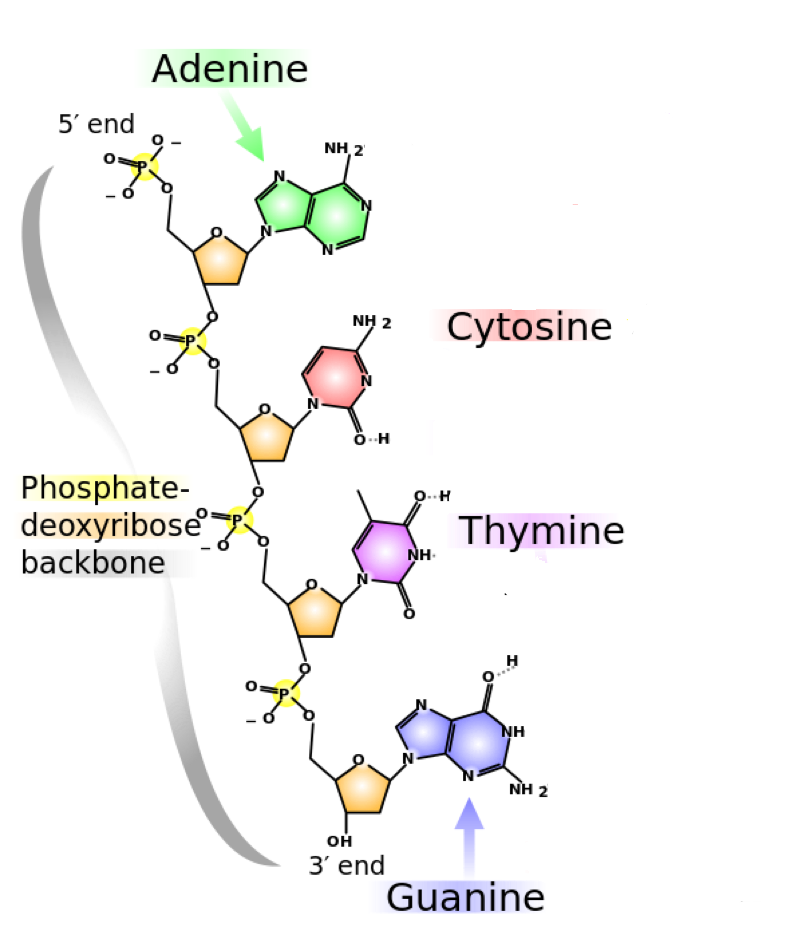 Adenine
5′ end
O –
O
P
– O
O
NH 2
N
N
N
N
O
O
O
P
– O
O
NH 2
Cytosine
N
N
O
O H
O
O
P
– O
O
Phosphate-
deoxyribose
backbone
O H
Thymine
NH
N
O
O
O
O
P
– O
O
H
O
N
NH
N
N
NH 2
O
OH
3′ end
Guanine